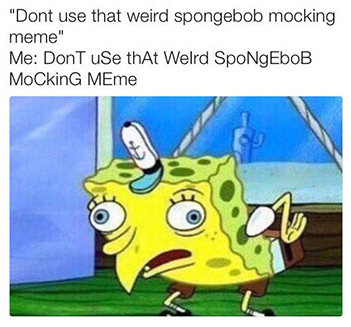 "Dont use that weird spongebob mocking
meme"
Me: DonT uSe thAt WeIrd SpoNgEboB
MoCkinG MEme